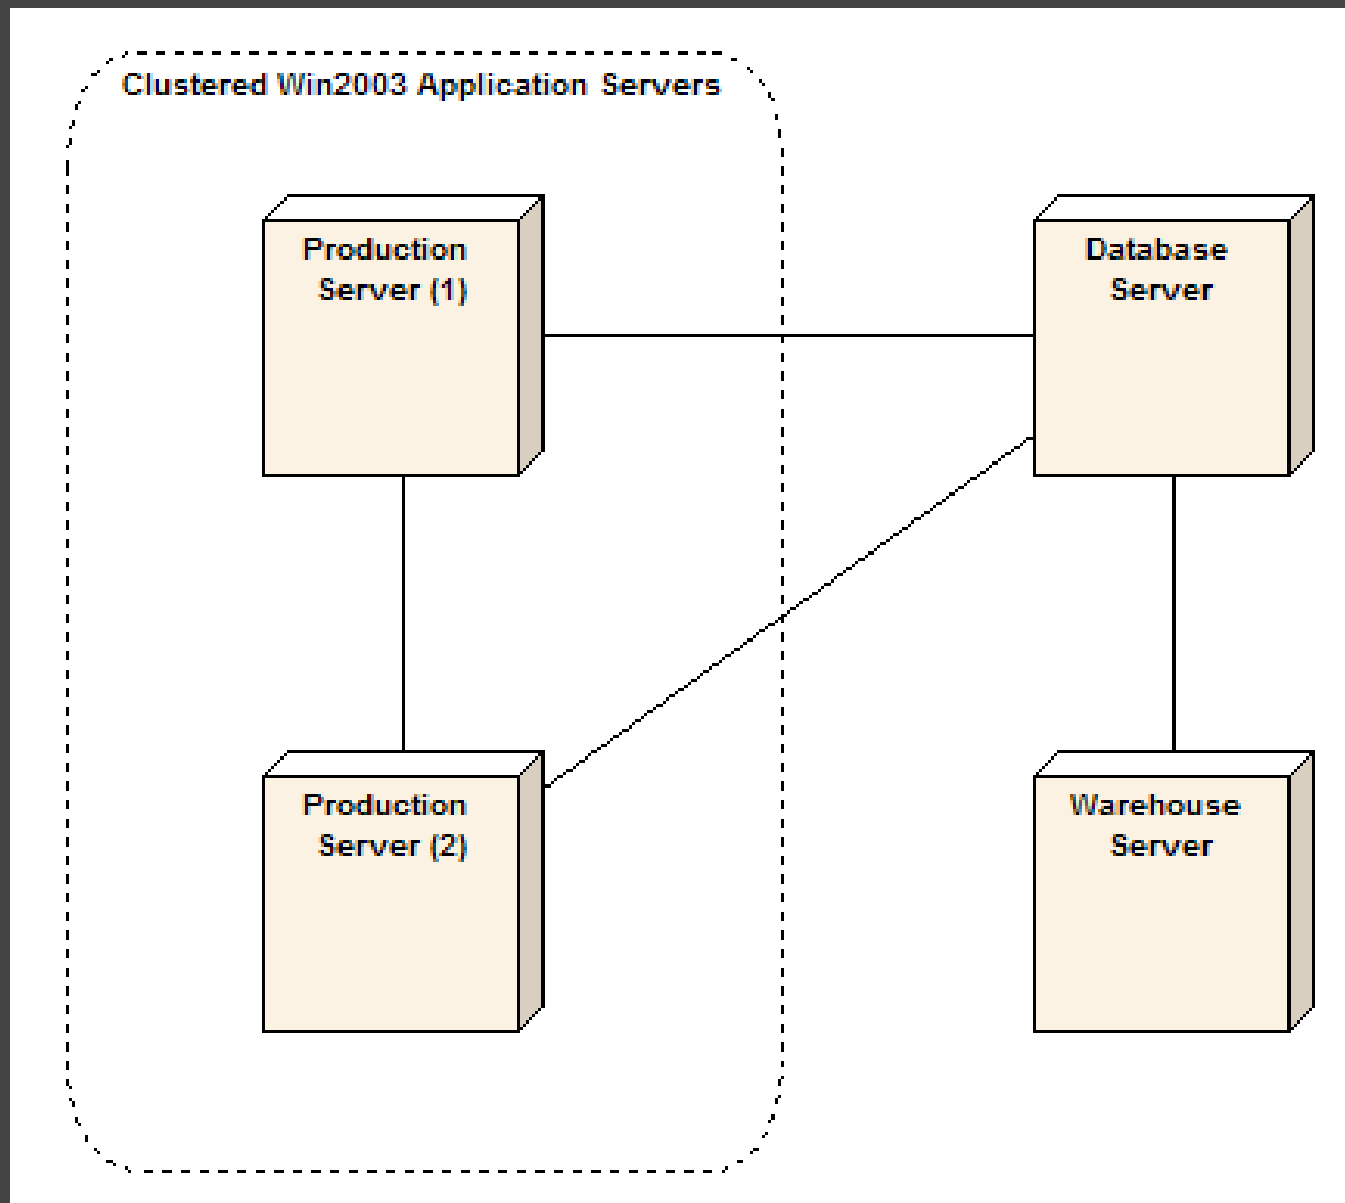 Clustered Win2003 Application Servers
Production
Server (1)
Database
Server
Production
Server (2)
Warehouse
Server